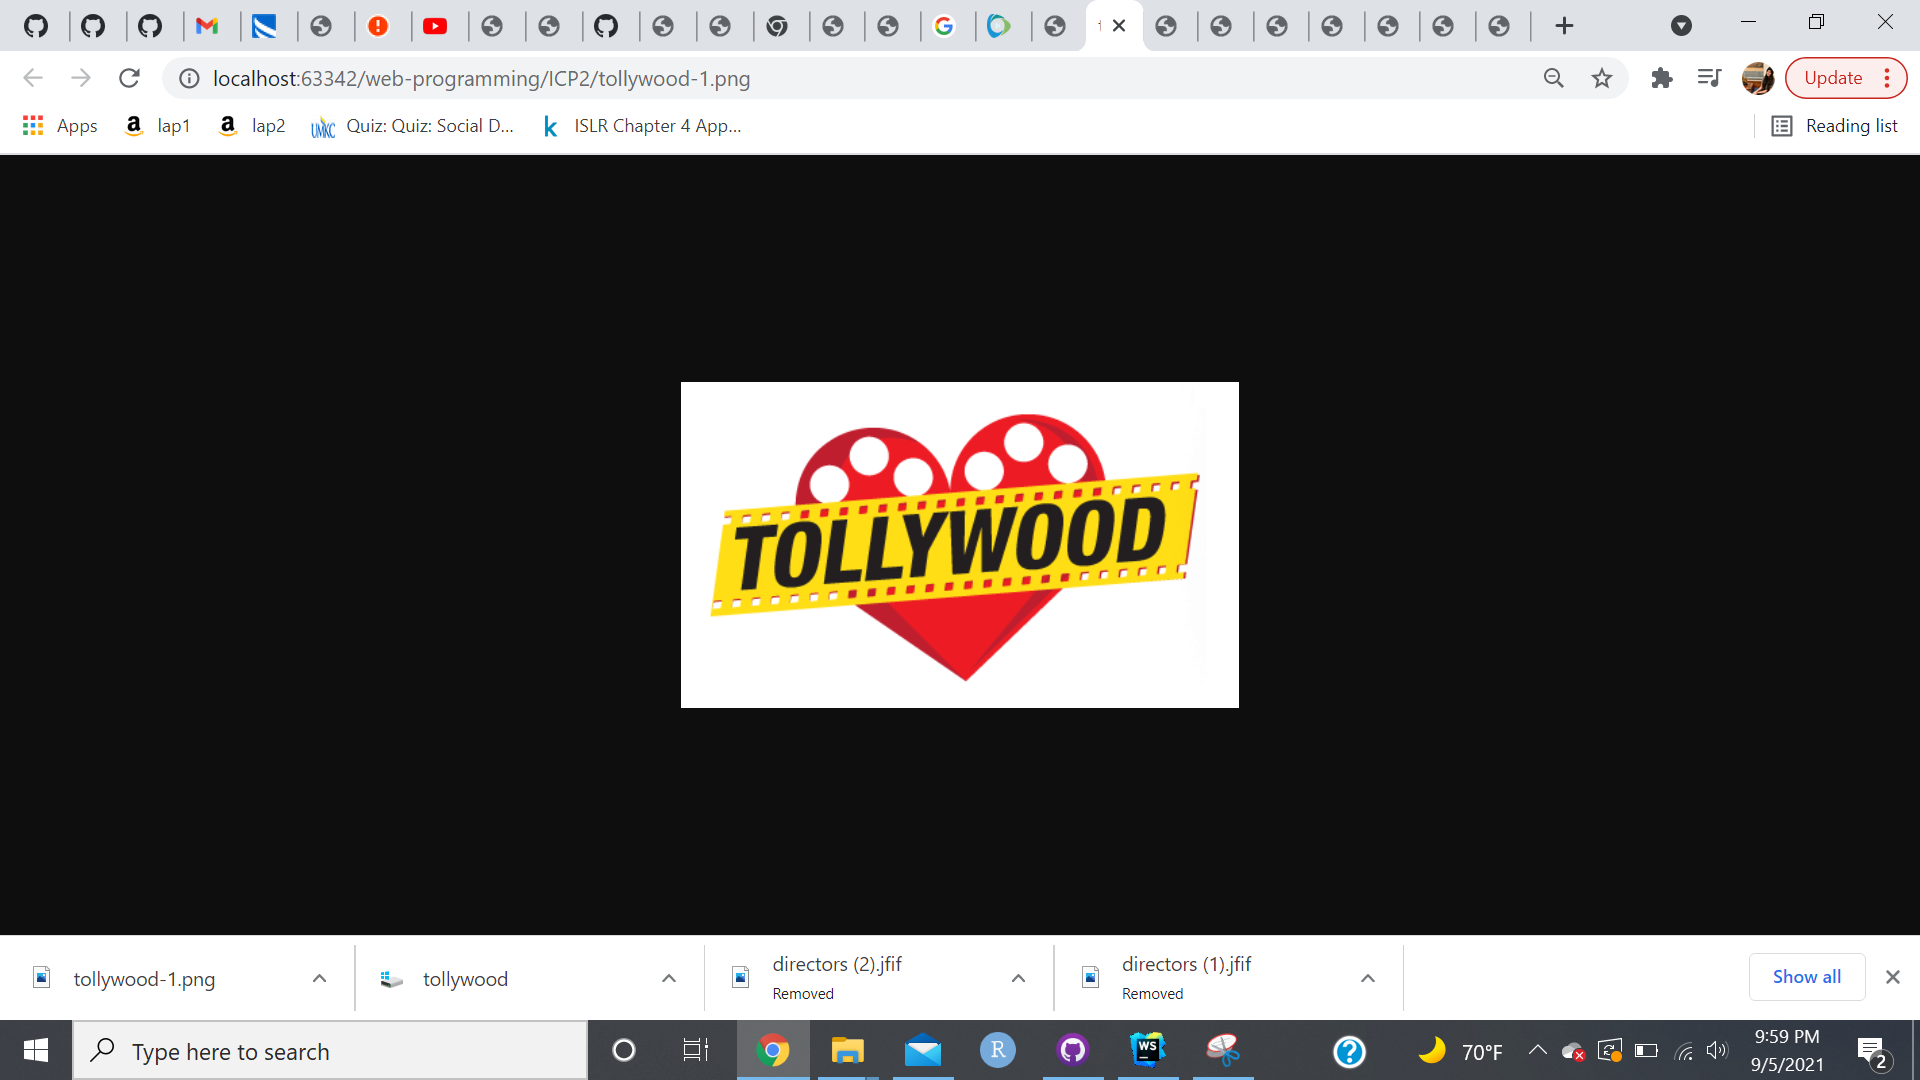 localhost:63342/web-programming/ICP2/tollywood-1.png
Update
Apps
lap1
lap2
UMKC
Quiz: Quiz: Social D...
ISLR Chapter 4 App...
Reading list
TOLLYWOOD
tollywood-1.png
tollywood
directors (2).jfif
Removed
directors (1).jfif
Removed
Show all
Type here to search
R
WS
70°F
9:59 PM
9/5/2021
2